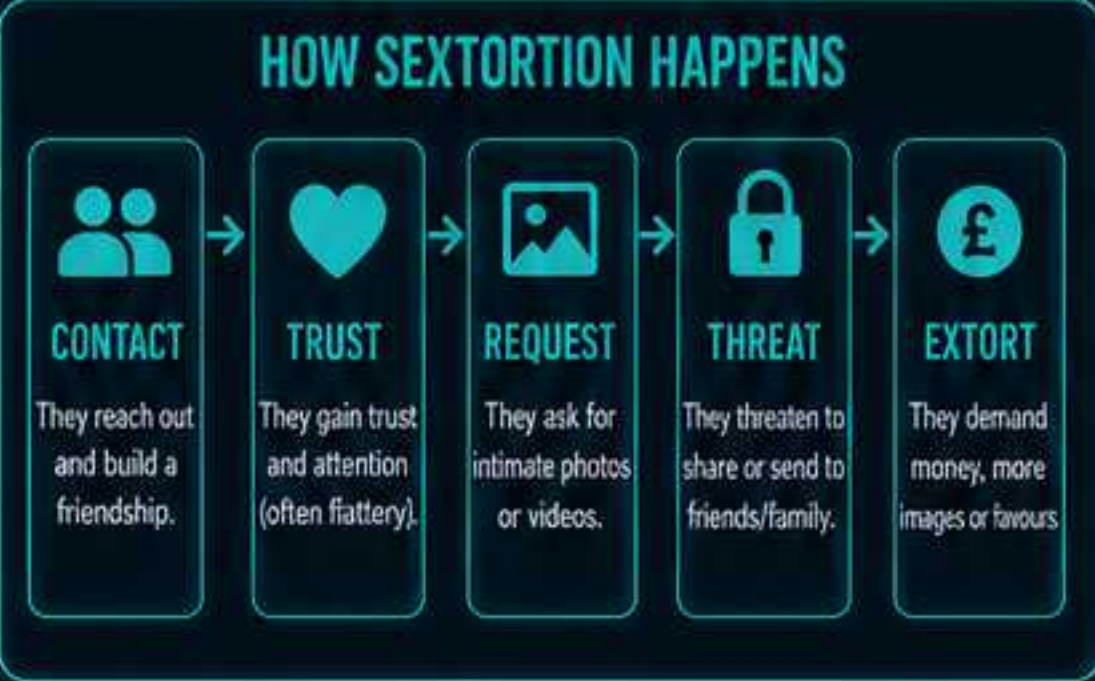 HOW SEXTORTION HAPPENS
CONTACT
They reach out
and build a
friendship.
TRUST
They gain trust
and attention
(often fiattery).
REQUEST
They ask for
intimate photos
or videos.
THREAT
They threaten to
share or send to
friends/family.
£
EXTORT
They demand
money, more
images or favours